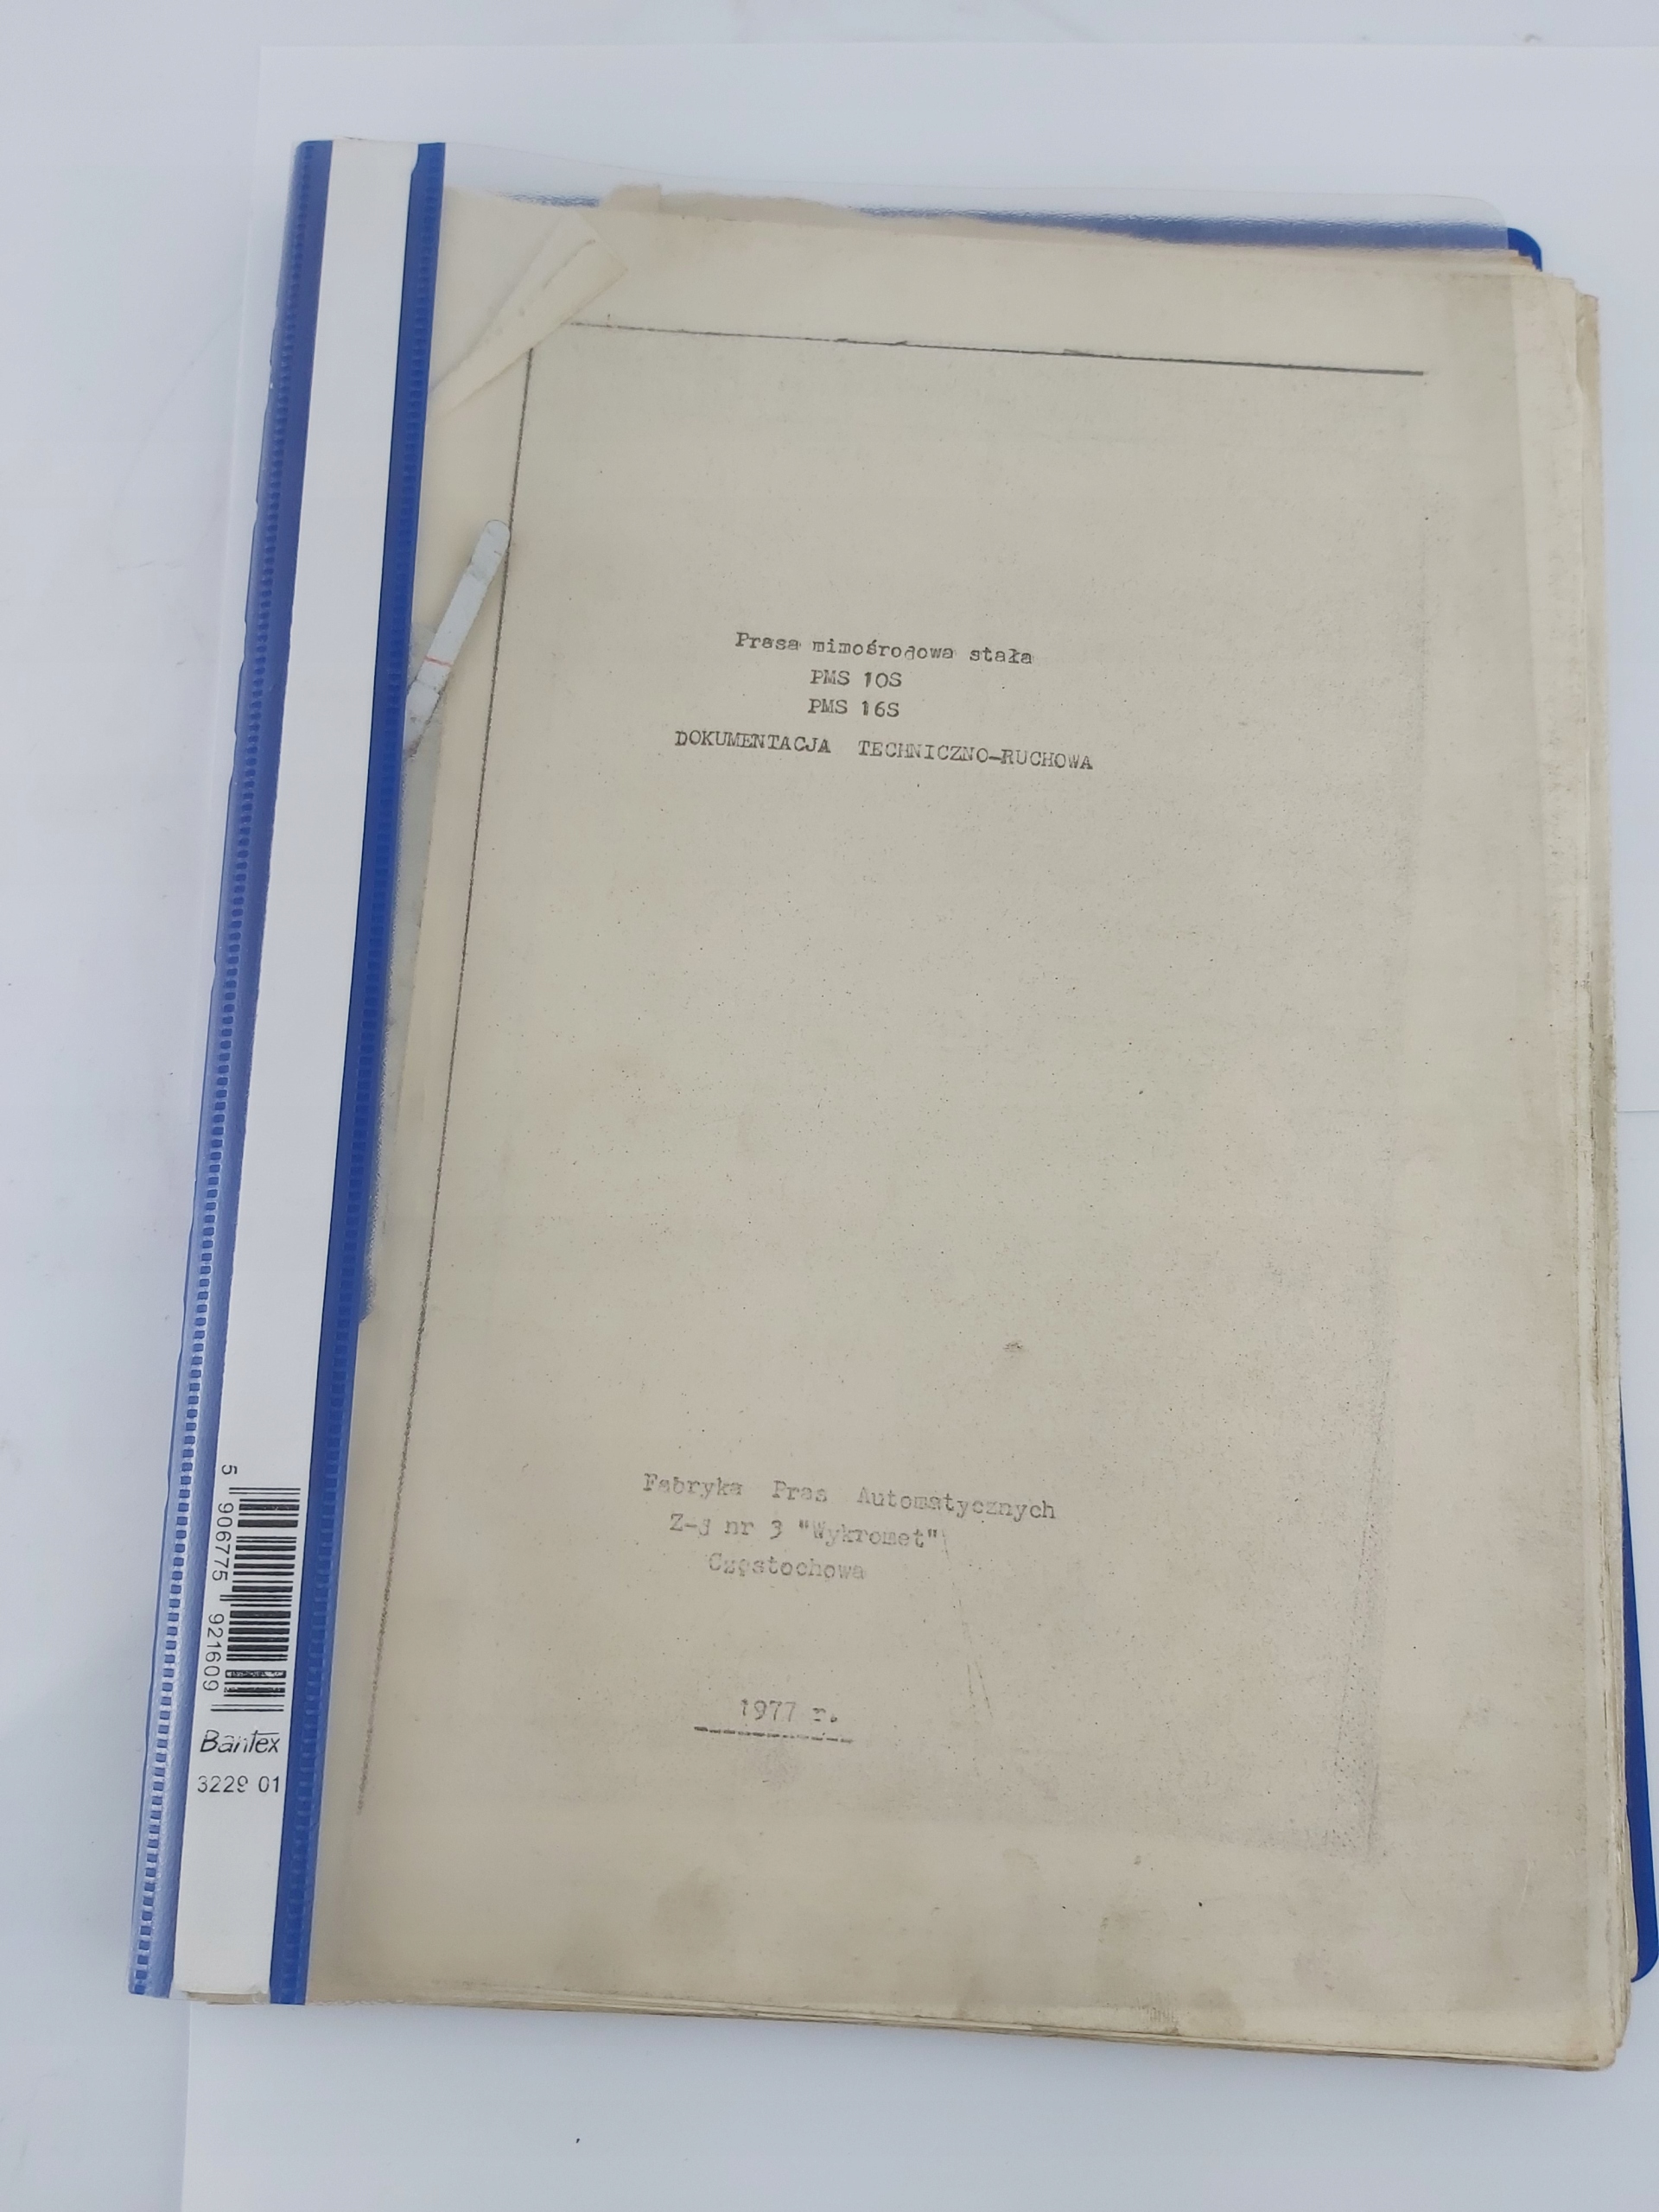 Prasa mimośrodowa stała
PMS 10S
PMS 16S
DOKUMENTACJA TECHNICZNO-RUCHOWA
Fabryka Pras Automatycznych
Z-d nr 3 "Wykromet"
Częstochowa
1977 r.
5 906775 921609
Bantex
3229 01